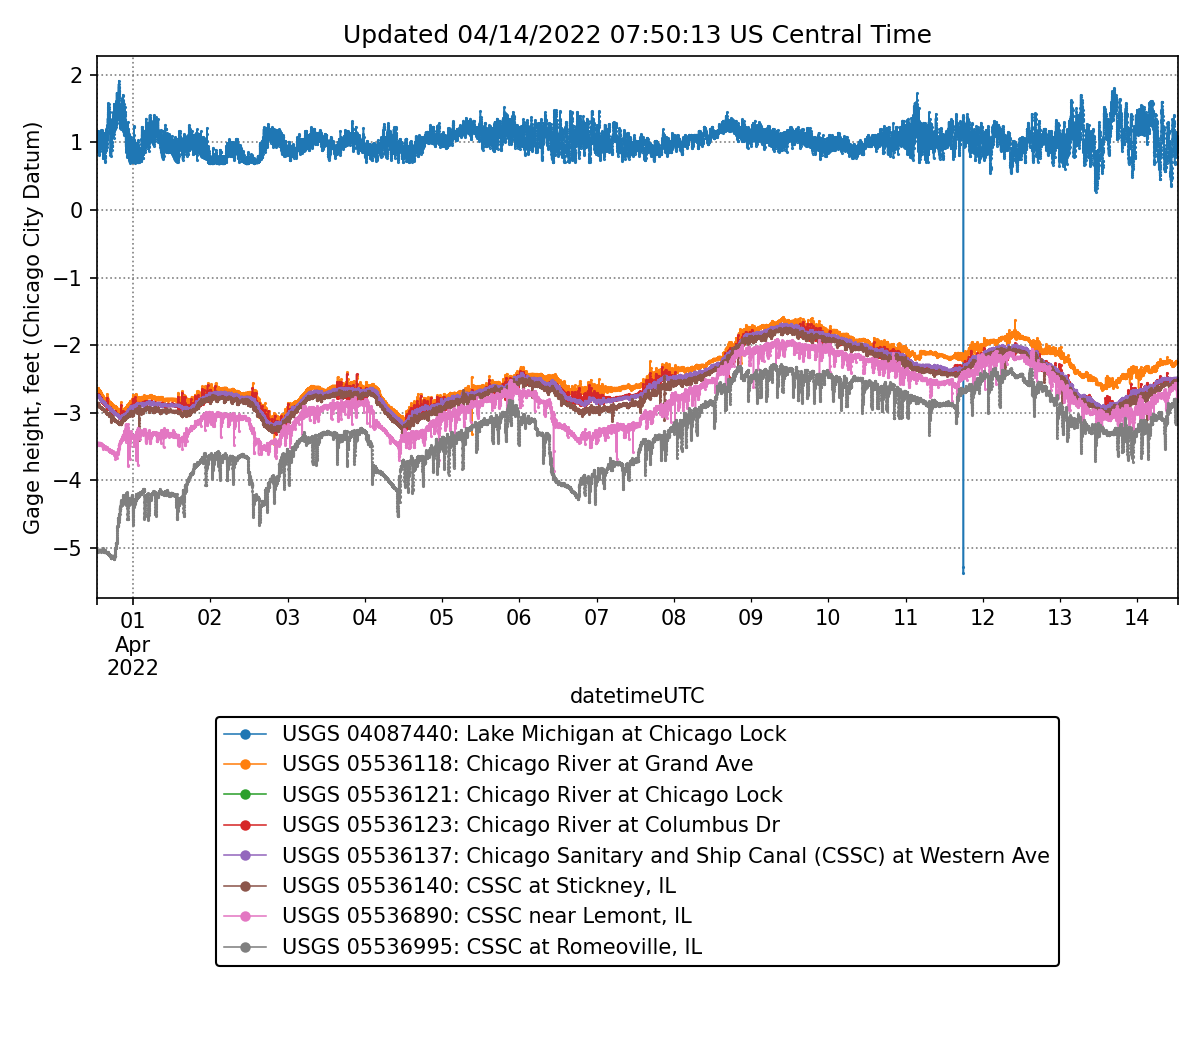 Updated 04/14/2022 07:50:13 US Central Time
Gage height, feet (Chicago City Datum)
2
1
0
−1
−2
−3
−4
−5
01 02 03 04 05 06 07 08 09 10 11 12 13 14
Apr
2022
datetimeUTC
USGS 04087440: Lake Michigan at Chicago Lock
USGS 05536118: Chicago River at Grand Ave
USGS 05536121: Chicago River at Chicago Lock
USGS 05536123: Chicago River at Columbus Dr
USGS 05536137: Chicago Sanitary and Ship Canal (CSSC) at Western Ave
USGS 05536140: CSSC at Stickney, IL
USGS 05536890: CSSC near Lemont, IL
USGS 05536995: CSSC at Romeoville, IL